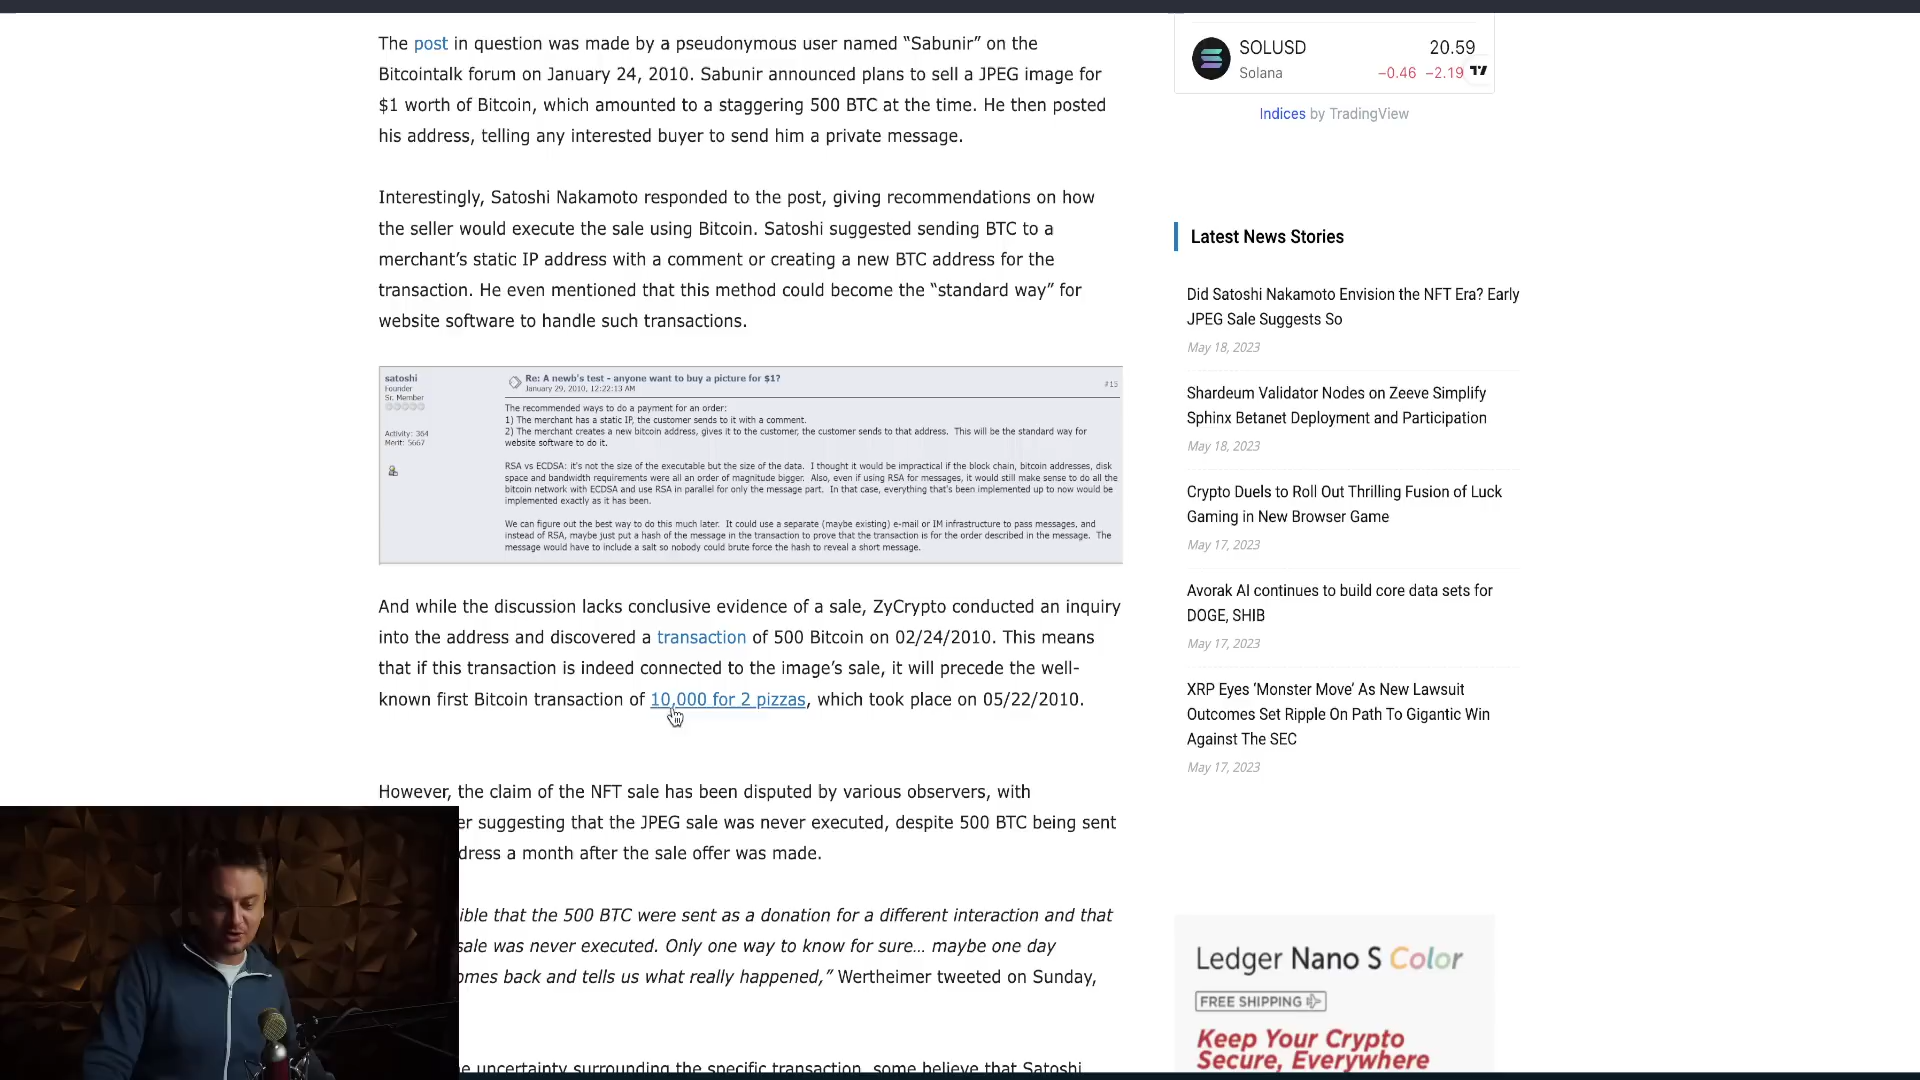 The post in question was made by a pseudonymous user named “Sabunir” on the
Bitcointalk forum on January 24, 2010. Sabunir announced plans to sell a JPEG image for
$1 worth of Bitcoin, which amounted to a staggering 500 BTC at the time. He then posted
his address, telling any interested buyer to send him a private message.
Interestingly, Satoshi Nakamoto responded to the post, giving recommendations on how
the seller would execute the sale using Bitcoin. Satoshi suggested sending BTC to a
merchant’s static IP address with a comment or creating a new BTC address for the
transaction. He even mentioned that this method could become the “standard way” for
website software to handle such transactions.
satoshi
Founder
Sr. Member
Activity: 364
Merit: 5667
Re: A newb's test - anyone want to buy a picture for $1?
January 29, 2010, 12:22:13 AM
#15
The recommended ways to do a payment for an order:
1) The merchant has a static IP, the customer sends to it with a comment.
2) The merchant creates a new bitcoin address, gives it to the customer, the customer sends to that address. This will be the standard way for
website software to do it.
RSA vs ECDSA: it's not the size of the executable but the size of the data. I thought it would be impractical if the block chain, bitcoin addresses, disk
space and bandwidth requirements were all an order of magnitude bigger. Also, even if using RSA for messages, it would still make sense to do all the
bitcoin network with ECDSA and use RSA in parallel for only the message part. In that case, everything that's been implemented up to now would be
implemented exactly as it has been.
We can figure out the best way to do this much later. It could use a separate (maybe existing) e-mail or IM infrastructure to pass messages, and
instead of RSA, maybe just put a hash of the message in the transaction to prove that the transaction is for the order described in the message. The
message would have to include a salt so nobody could brute force the hash to reveal a short message.
And while the discussion lacks conclusive evidence of a sale, ZyCrypto conducted an inquiry
into the address and discovered a transaction of 500 Bitcoin on 02/24/2010. This means
that if this transaction is indeed connected to the image’s sale, it will precede the well-
known first Bitcoin transaction of 10,000 for 2 pizzas, which took place on 05/22/2010.
However, the claim of the NFT sale has been disputed by various observers, with
er suggesting that the JPEG sale was never executed, despite 500 BTC being sent
dress a month after the sale offer was made.
ible that the 500 BTC were sent as a donation for a different interaction and that
sale was never executed. Only one way to know for sure… maybe one day
omes back and tells us what really happened,” Wertheimer tweeted on Sunday,
e uncertainty surrounding the specific transaction, some believe that Satoshi
SOLUSD
20.59
Solana
−0.46 −2.19
Indices by TradingView
Latest News Stories
Did Satoshi Nakamoto Envision the NFT Era? Early
JPEG Sale Suggests So
May 18, 2023
Shardeum Validator Nodes on Zeeve Simplify
Sphinx Betanet Deployment and Participation
May 18, 2023
Crypto Duels to Roll Out Thrilling Fusion of Luck
Gaming in New Browser Game
May 17, 2023
Avorak AI continues to build core data sets for
DOGE, SHIB
May 17, 2023
XRP Eyes ‘Monster Move’ As New Lawsuit
Outcomes Set Ripple On Path To Gigantic Win
Against The SEC
May 17, 2023
Ledger Nano S Color
FREE SHIPPING
Keep Your Crypto
Secure, Everywhere